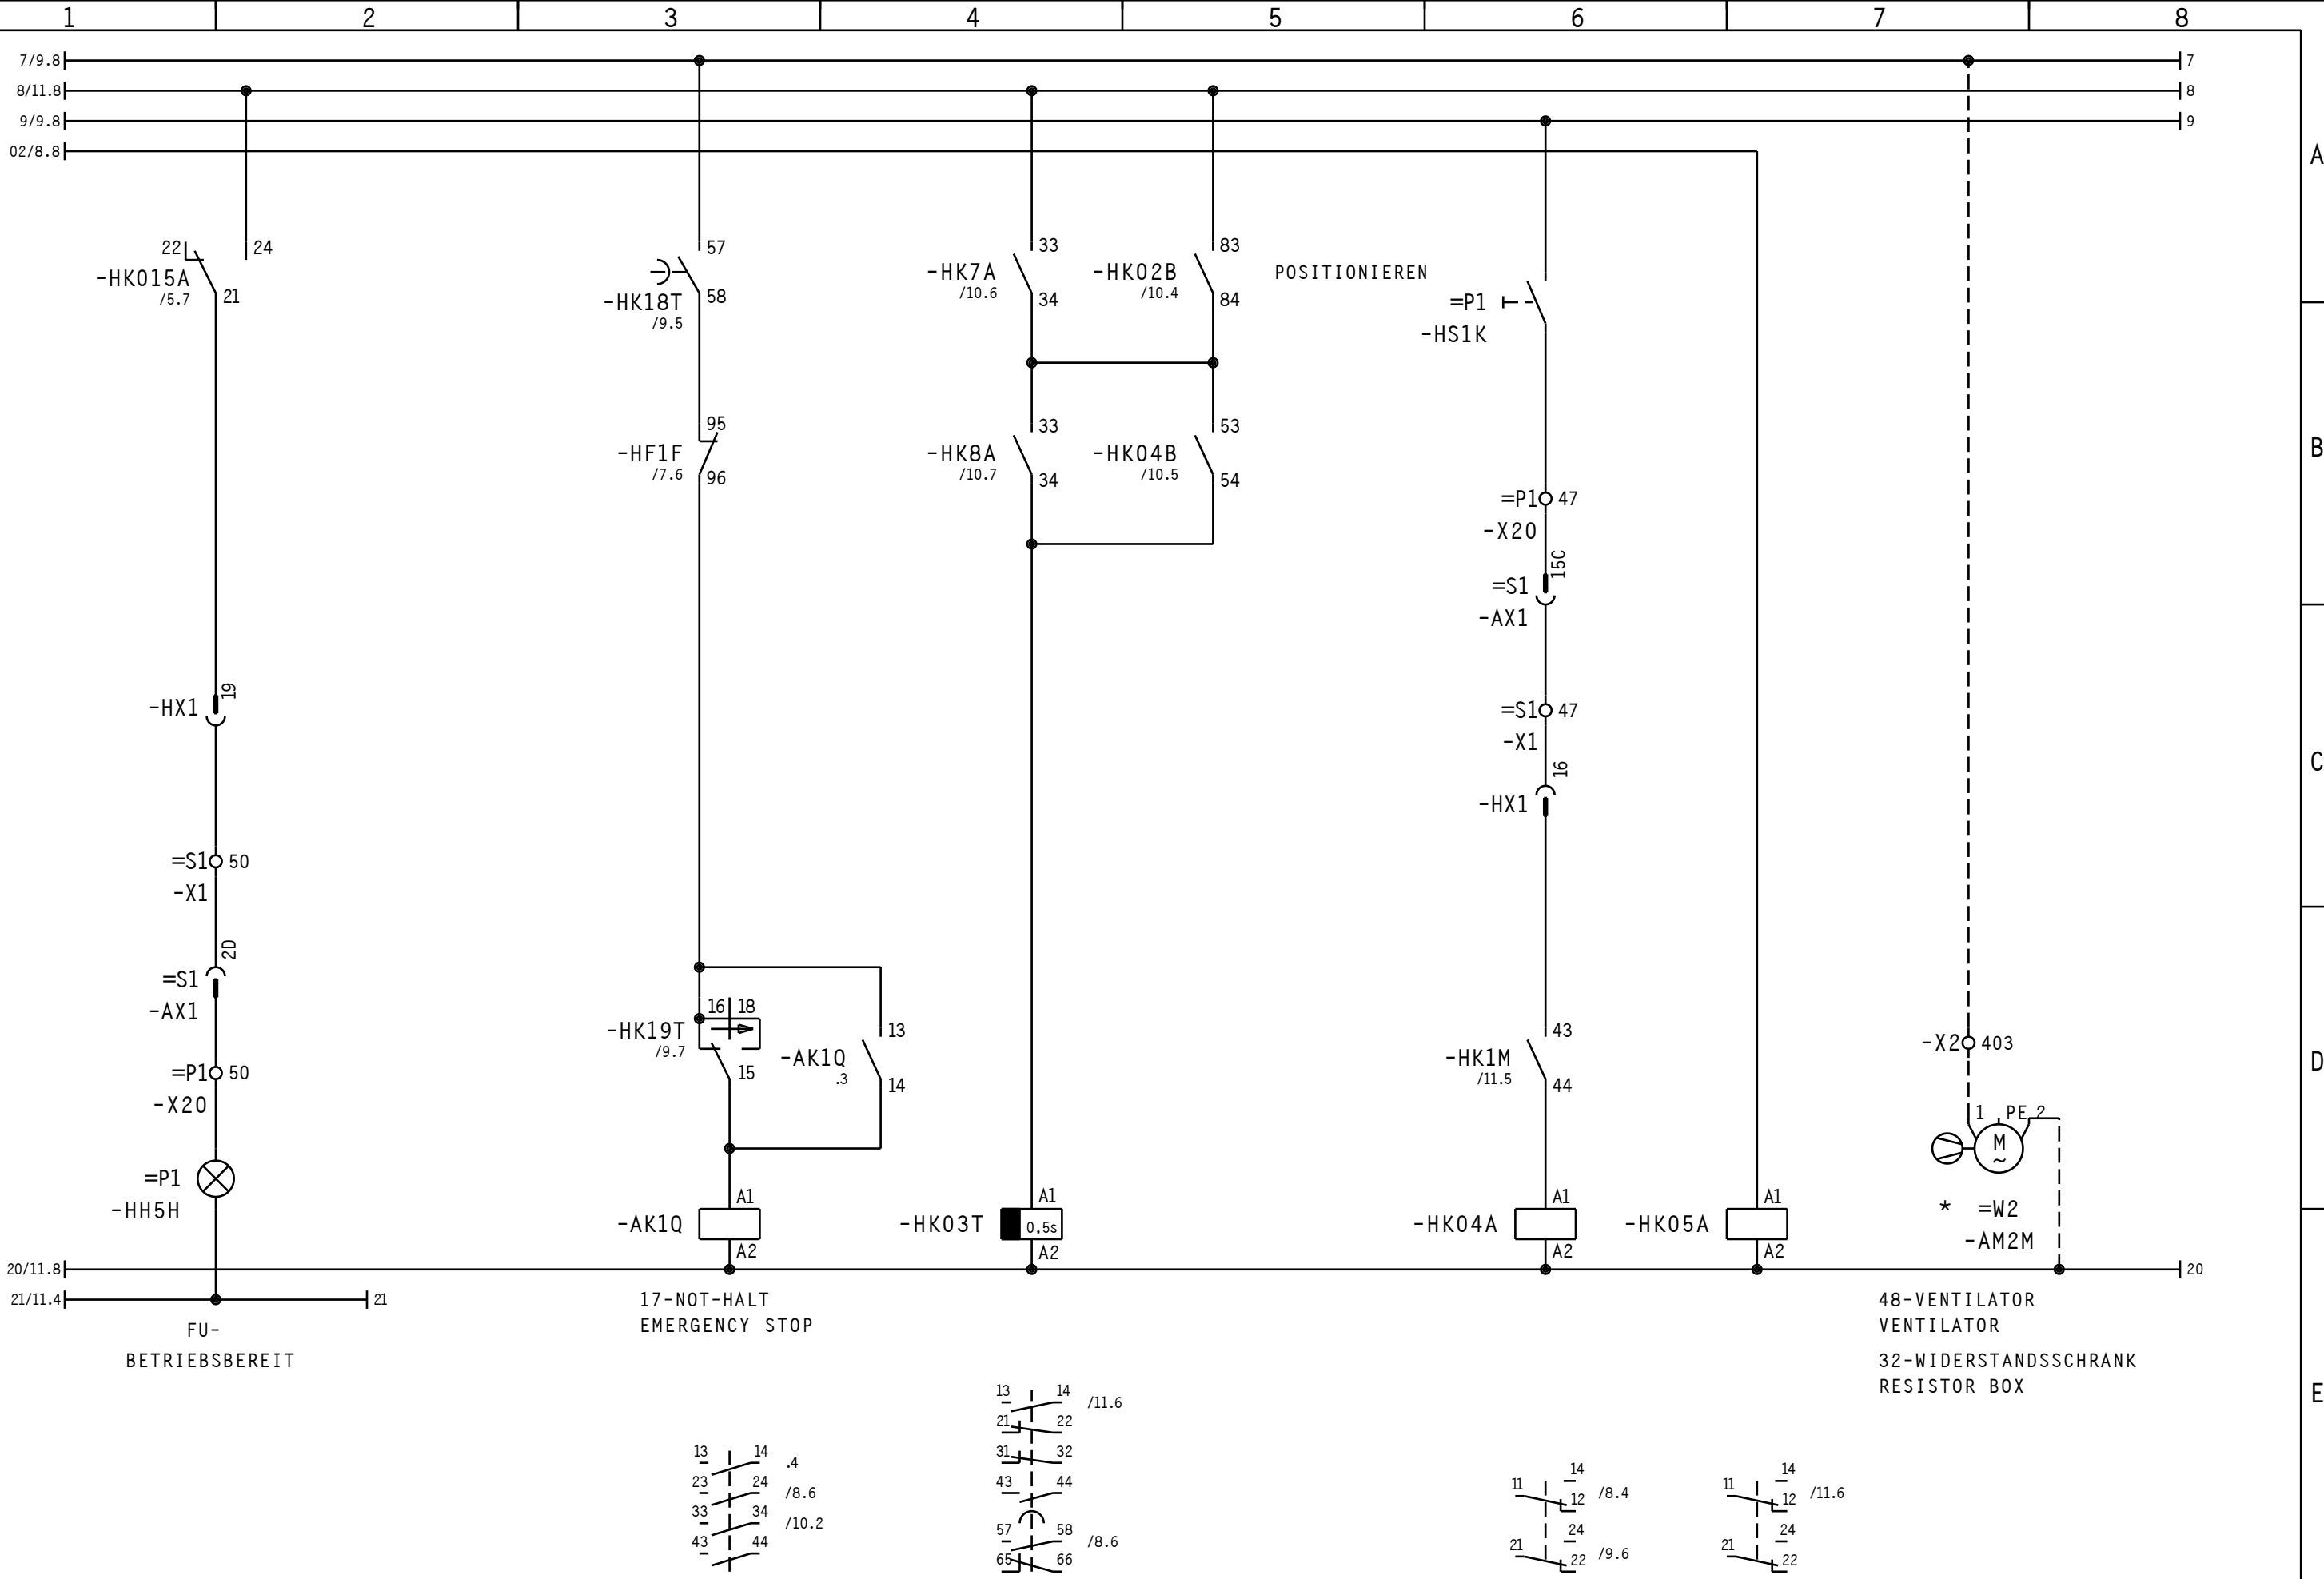 1 2 3 4 5 6 7 8
7/9.8 7
8/11.8 8
9/9.8 9
02/8.8
A
22 24
-HK015A
/5.7 21
57
-HK18T 58
/9.5
33
-HK7A
/10.6 34
83
-HK02B
/10.4 84
POSITIONIEREN
=P1
-HS1K
95
-HF1F
/7.6 96
33
-HK8A
/10.7 34
53
-HK04B
/10.5 54
B
=P1 47
-X20
15C
=S1
-AX1
19
-HX1
=S1 47
-X1
16
-HX1
C
=S1 50
-X1
2D
=S1
-AX1
=P1 50
-X20
=P1
-HH5H
16 18
-HK19T
/9.7 15
13
-AK1Q
.3 14
43
-HK1M
/11.5 44
-X2 403
D
1 PE 2
M
~
* =W2
-AM2M
A1
-AK1Q
A2
A1
-HK03T 0,5s
A2
A1
-HK04A
A2
A1
-HK05A
A2
20/11.8 20
21/11.4 21
FU-
BETRIEBSBEREIT
17-NOT-HALT
EMERGENCY STOP
48-VENTILATOR
VENTILATOR
32-WIDERSTANDSSCHRANK
RESISTOR BOX
E
13 14 .4
23 24 /8.6
33 34 /10.2
43 44
13 14 /11.6
21 22
31 32
43 44
57 58 /8.6
65 66
14
11 12 /8.4
24
21 22 /9.6
14
11 12 /11.6
24
21 22